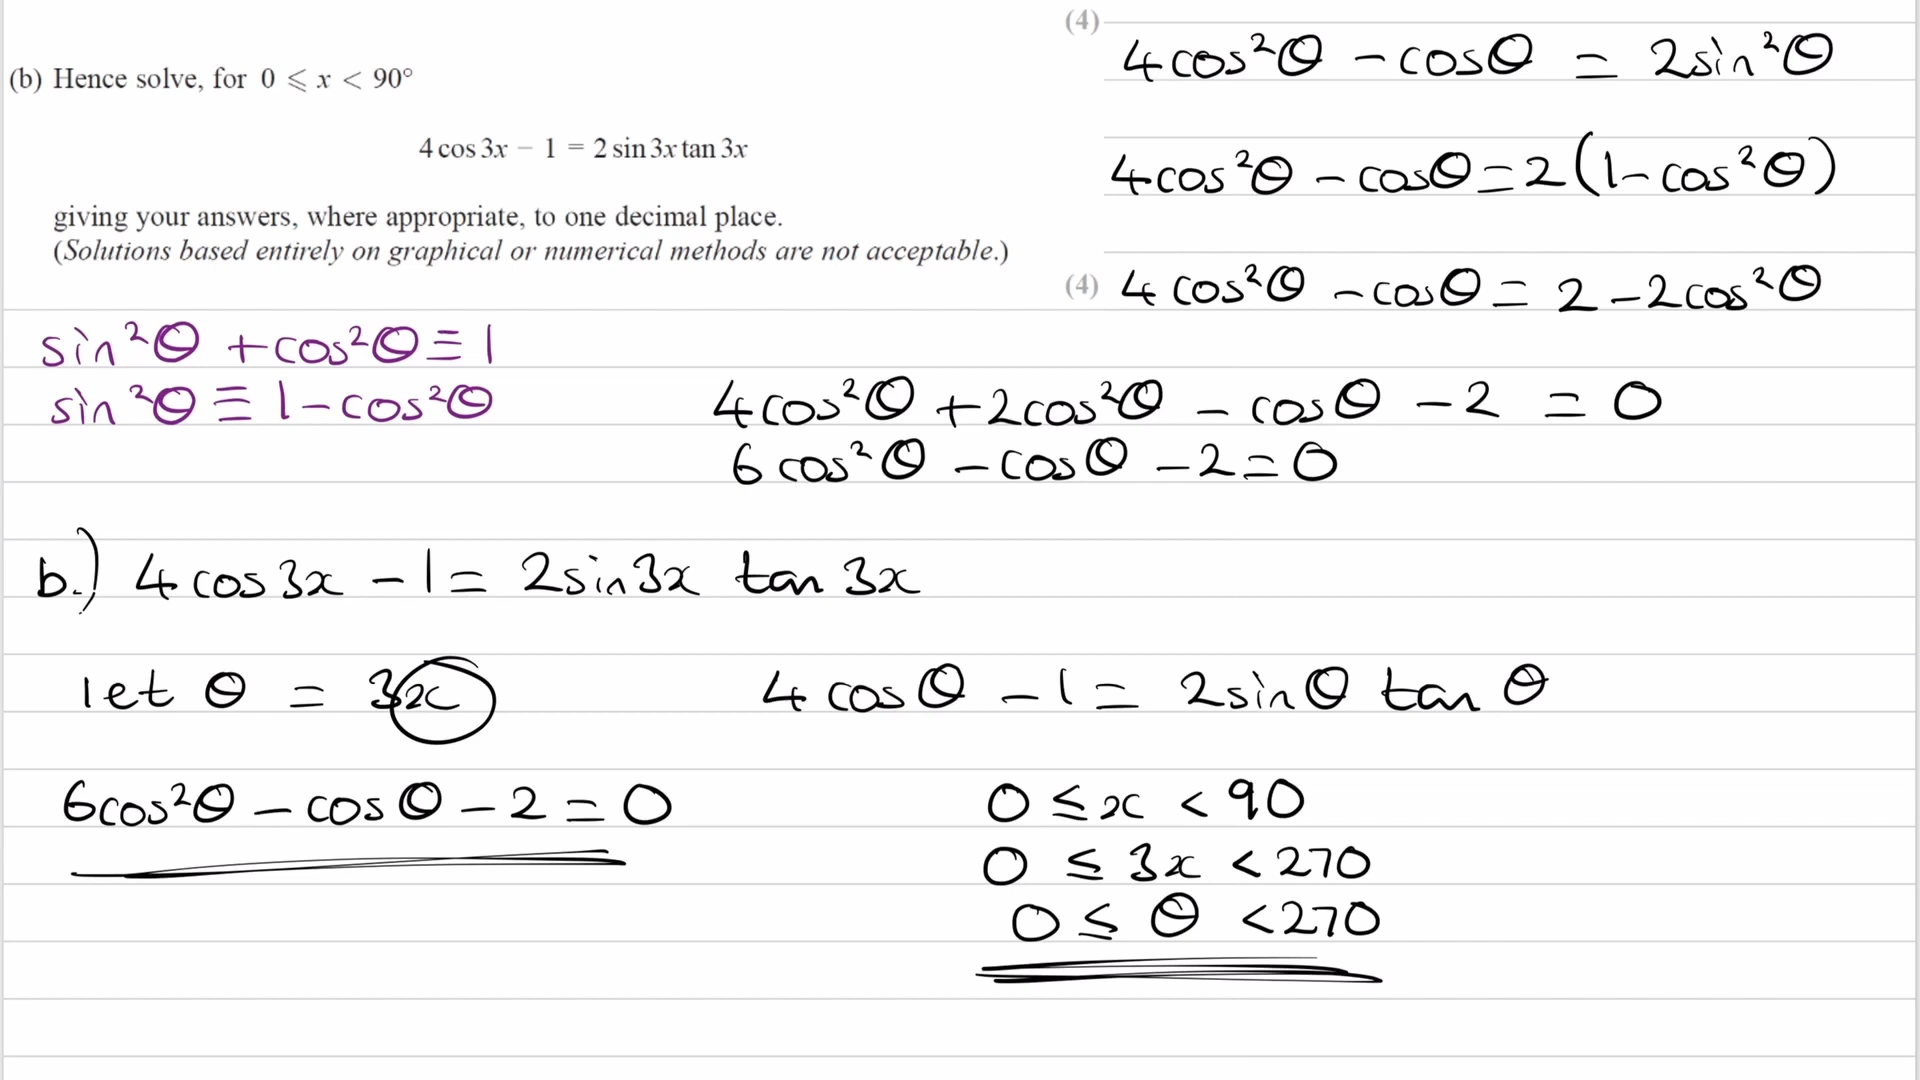 (4)
4cos²θ - cosθ = 2sin²θ
(b) Hence solve, for 0 ⩽ x < 90°
4 cos 3x − 1 = 2 sin 3x tan 3x
4cos²θ - cosθ = 2(1-cos²θ)
giving your answers, where appropriate, to one decimal place.
(Solutions based entirely on graphical or numerical methods are not acceptable.)
(4)
4cos²θ - cosθ = 2 - 2cos²θ
sin²θ + cos²θ ≡ 1
sin²θ ≡ 1 - cos²θ
4cos²θ + 2cos²θ - cosθ - 2 = 0
6cos²θ - cosθ - 2 = 0
b.) 4cos3x - 1 = 2sin3x tan 3x
let θ = 3x
4cosθ - 1 = 2sinθ tanθ
6cos²θ - cosθ - 2 = 0
0 ≤ x < 90
0 ≤ 3x < 270
0 ≤ θ < 270